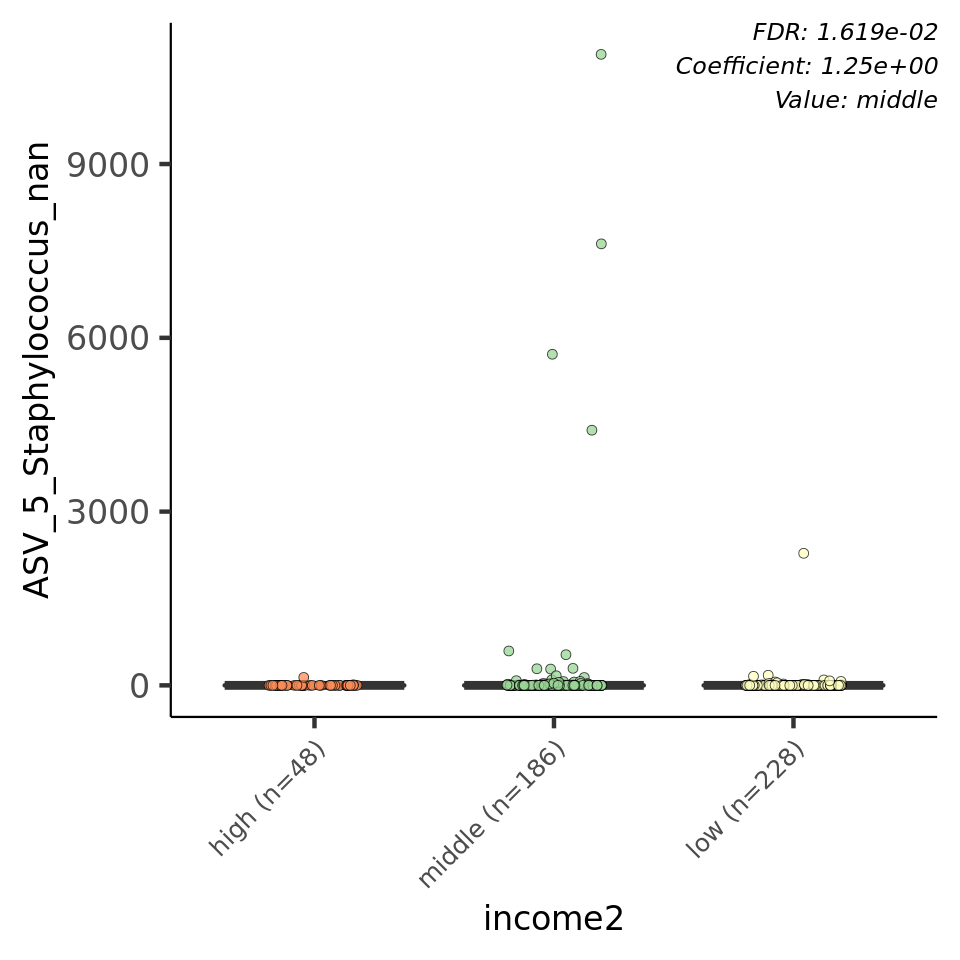 FDR: 1.619e-02
Coefficient: 1.25e+00
Value: middle
ASV_5_Staphylococcus_nan
9000
6000
3000
0
high (n=48)
middle (n=186)
low (n=228)
income2